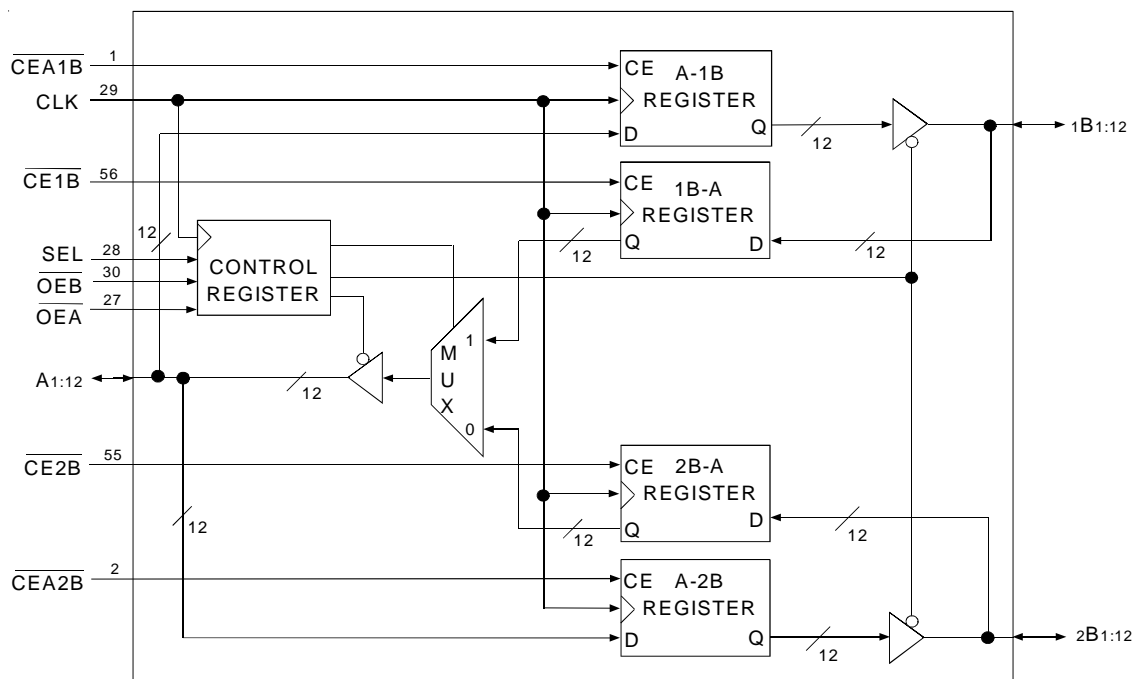 CEA1B 1
CE A-1B
CLK 29
REGISTER
D Q 12
1B1:12
CE1B 56
CE 1B-A
REGISTER
Q D
12 12
12
SEL 28
OEB 30
CONTROL
REGISTER
OEA 27
1
M
U
X
0
A1:12
12
CE2B 55
CE 2B-A
REGISTER
Q D
12 12
12
CEA2B 2
CE A-2B
REGISTER
D Q 12
2B1:12